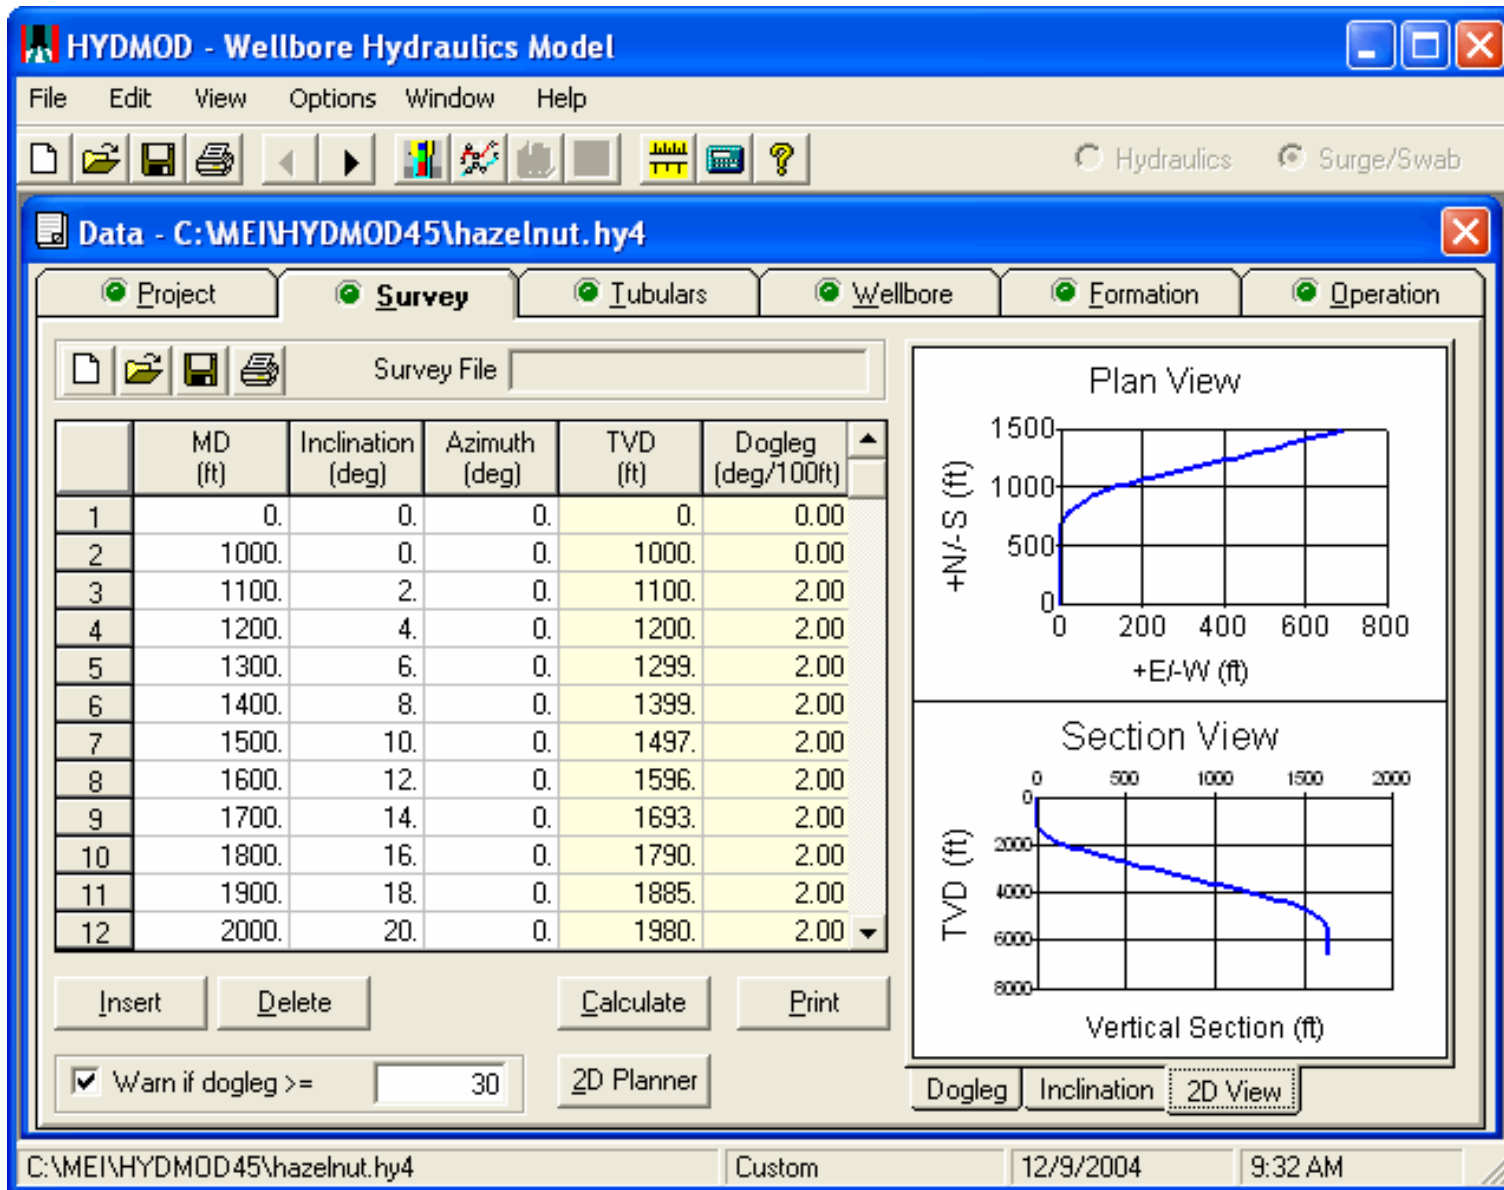 HYDMOD - Wellbore Hydraulics Model
File Edit View Options Window Help
Hydraulics Surge/Swab
Data - C:\MEI\HYDMOD45\hazelnut.hy4
Project Survey Tubulars Wellbore Formation Operation
Survey File
MD (ft) Inclination (deg) Azimuth (deg) TVD (ft) Dogleg (deg/100ft)
1 0. 0. 0. 0. 0.00
2 1000. 0. 0. 1000. 0.00
3 1100. 2. 0. 1100. 2.00
4 1200. 4. 0. 1200. 2.00
5 1300. 6. 0. 1299. 2.00
6 1400. 8. 0. 1399. 2.00
7 1500. 10. 0. 1497. 2.00
8 1600. 12. 0. 1596. 2.00
9 1700. 14. 0. 1693. 2.00
10 1800. 16. 0. 1790. 2.00
11 1900. 18. 0. 1885. 2.00
12 2000. 20. 0. 1980. 2.00
Insert Delete Calculate Print
Warn if dogleg >= 30 2D Planner
Plan View
+N/-S (ft)
1500
1000
500
0
0 200 400 600 800
+E/-W (ft)
Section View
0 500 1000 1500 2000
TVD (ft)
0
2000
4000
6000
8000
Vertical Section (ft)
Dogleg Inclination 2D View
C:\MEI\HYDMOD45\hazelnut.hy4 Custom 12/9/2004 9:32 AM